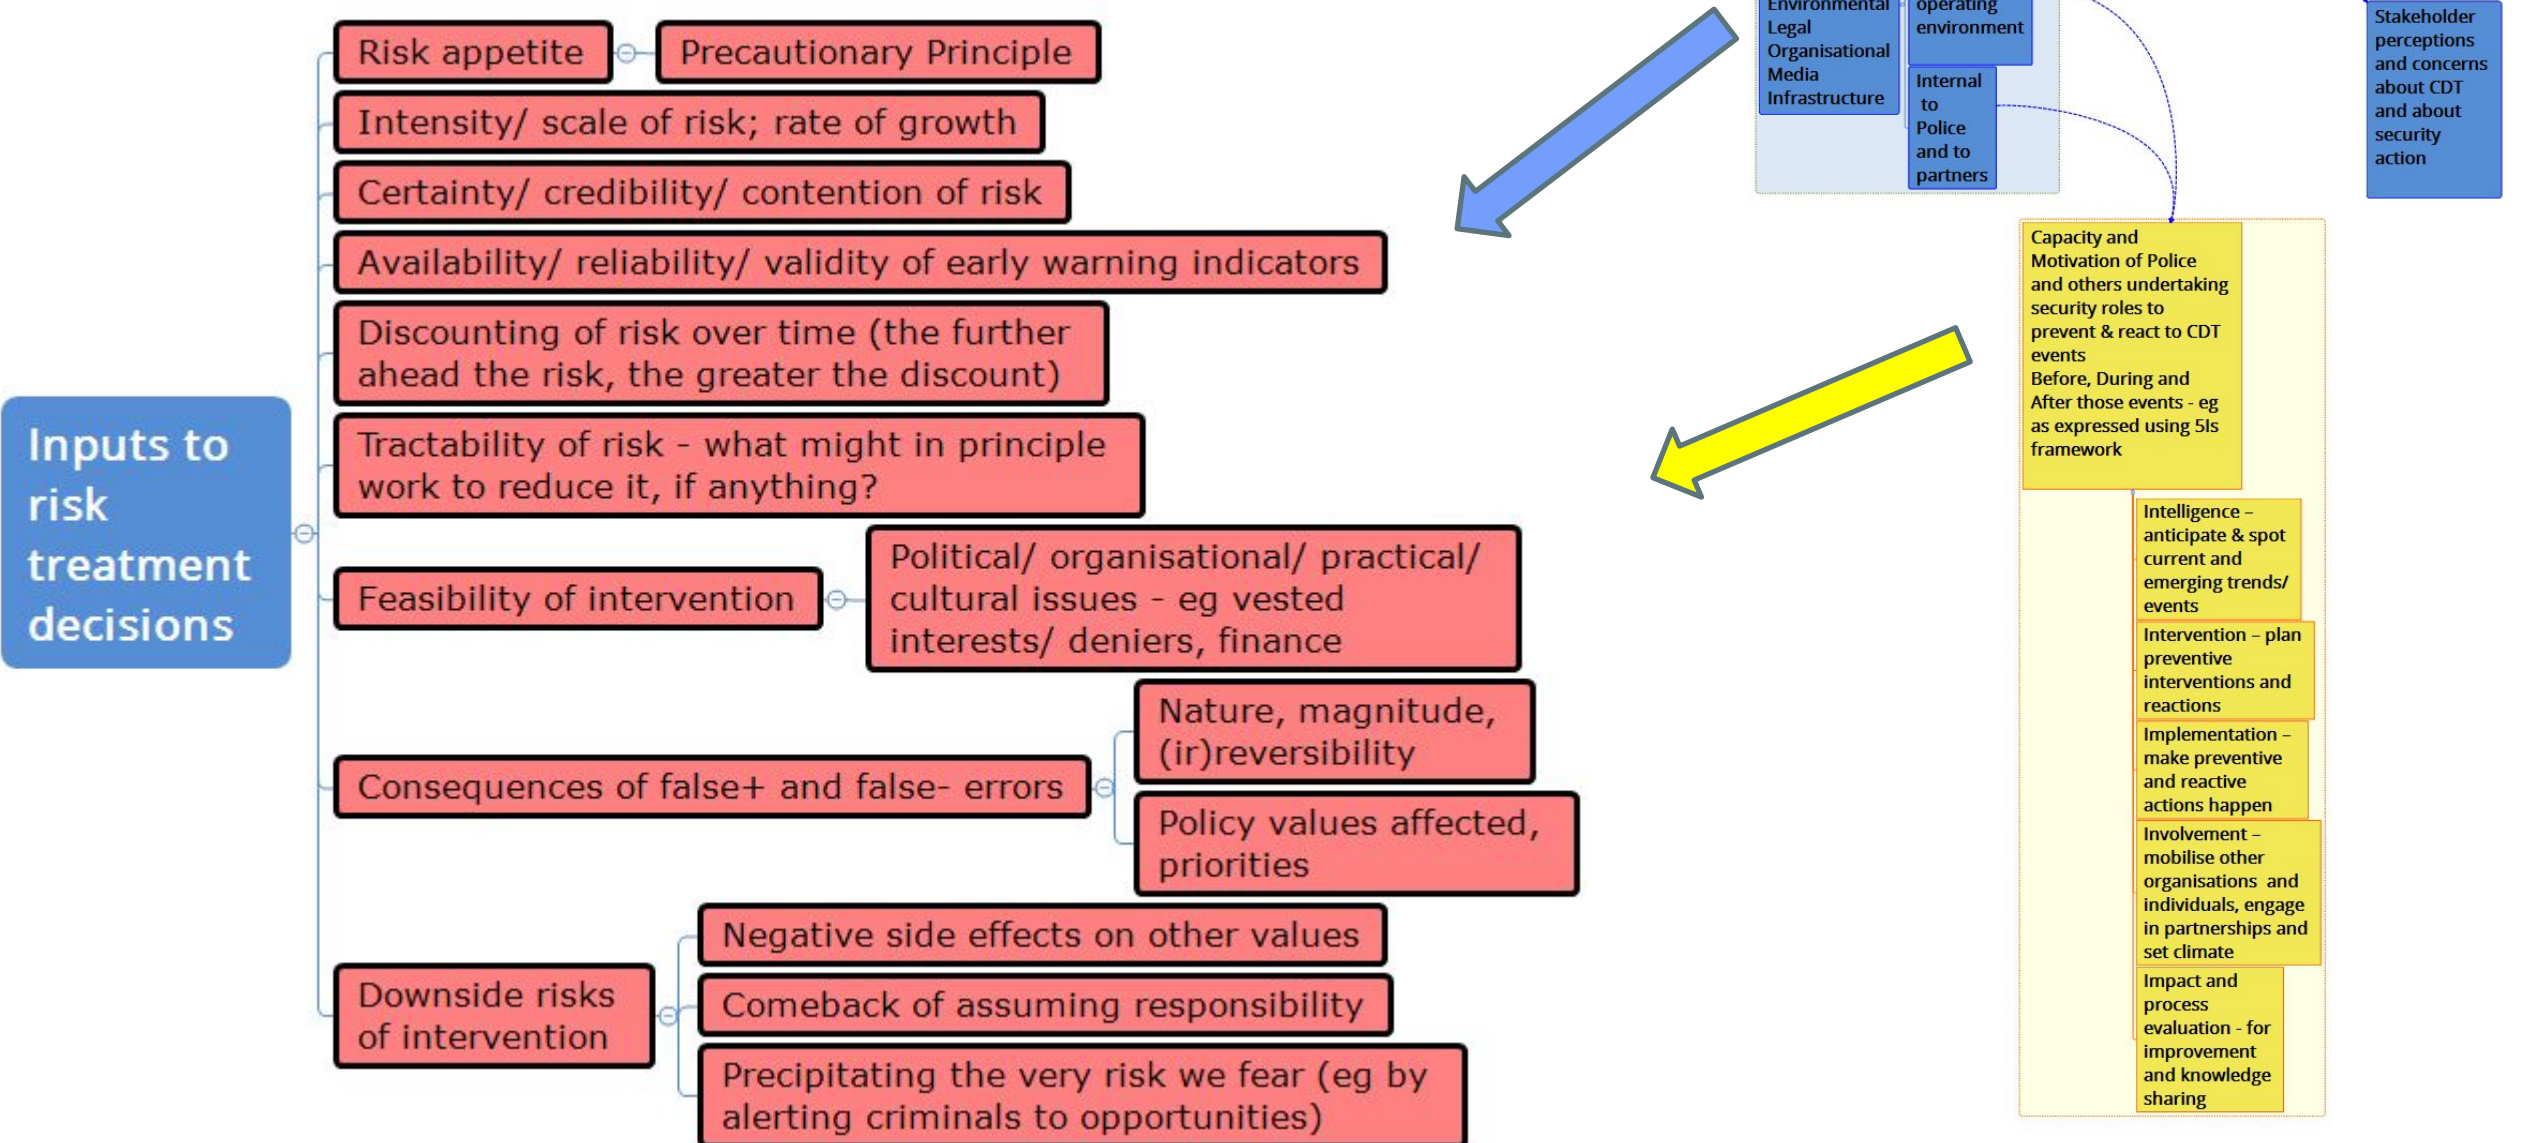 Inputs to
risk
treatment
decisions
Risk appetite
Precautionary Principle
Intensity/ scale of risk; rate of growth
Certainty/ credibility/ contention of risk
Availability/ reliability/ validity of early warning indicators
Discounting of risk over time (the further
ahead the risk, the greater the discount)
Tractability of risk - what might in principle
work to reduce it, if anything?
Feasibility of intervention
Political/ organisational/ practical/
cultural issues - eg vested
interests/ deniers, finance
Consequences of false+ and false- errors
Nature, magnitude,
(ir)reversibility
Policy values affected,
priorities
Downside risks
of intervention
Negative side effects on other values
Comeback of assuming responsibility
Precipitating the very risk we fear (eg by
alerting criminals to opportunities)
Environmental
Legal
Organisational
Media
Infrastructure
operating
environment
Internal
to
Police
and to
partners
Stakeholder
perceptions
and concerns
about CDT
and about
security
action
Capacity and
Motivation of Police
and others undertaking
security roles to
prevent & react to CDT
events
Before, During and
After those events - eg
as expressed using 5Is
framework
Intelligence –
anticipate & spot
current and
emerging trends/
events
Intervention – plan
preventive
interventions and
reactions
Implementation –
make preventive
and reactive
actions happen
Involvement –
mobilise other
organisations and
individuals, engage
in partnerships and
set climate
Impact and
process
evaluation - for
improvement
and knowledge
sharing